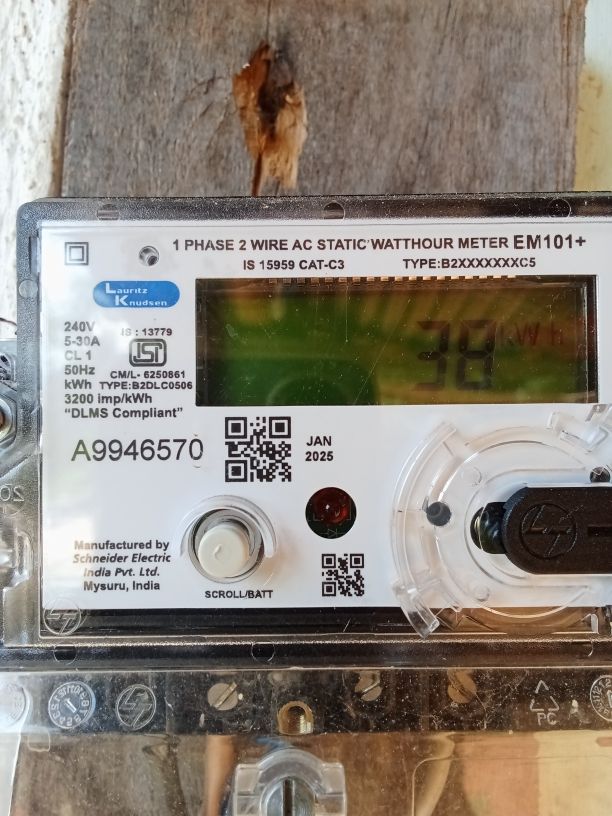 1 PHASE 2 WIRE AC STATIC WATTHOUR METER EM101+
IS 15959 CAT-C3 TYPE:B2XXXXXXXC5
Lauritz
Knudsen
38 kWh
240V
5-30A
CL 1
50Hz
kWh
3200 imp/kWh
"DLMS Compliant"
IS : 13779
ISI
CM/L- 6250861
TYPE:B2DLC0506
A9946570
JAN
2025
Manufactured by
Schneider Electric
India Pvt. Ltd.
Mysuru, India
SCROLL/BATT
PC